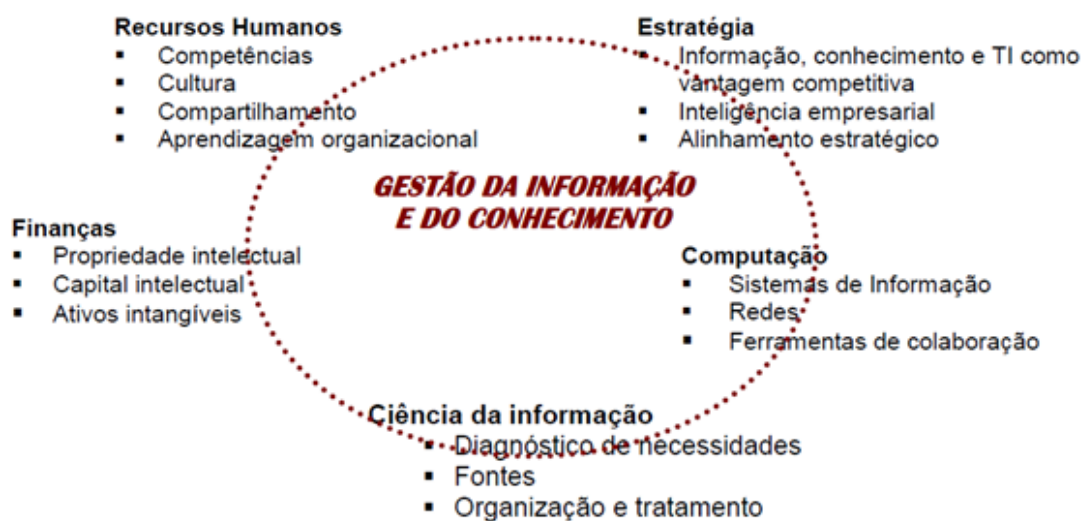 Recursos Humanos
▪ Competências
▪ Cultura
▪ Compartilhamento
▪ Aprendizagem organizacional
Estratégia
▪ Informação, conhecimento e TI como
vantagem competitiva
▪ Inteligência empresarial
▪ Alinhamento estratégico
GESTÃO DA INFORMAÇÃO
E DO CONHECIMENTO
Finanças
▪ Propriedade intelectual
▪ Capital intelectual
▪ Ativos intangíveis
Computação
▪ Sistemas de Informação
▪ Redes
▪ Ferramentas de colaboração
Ciência da informação
▪ Diagnóstico de necessidades
▪ Fontes
▪ Organização e tratamento